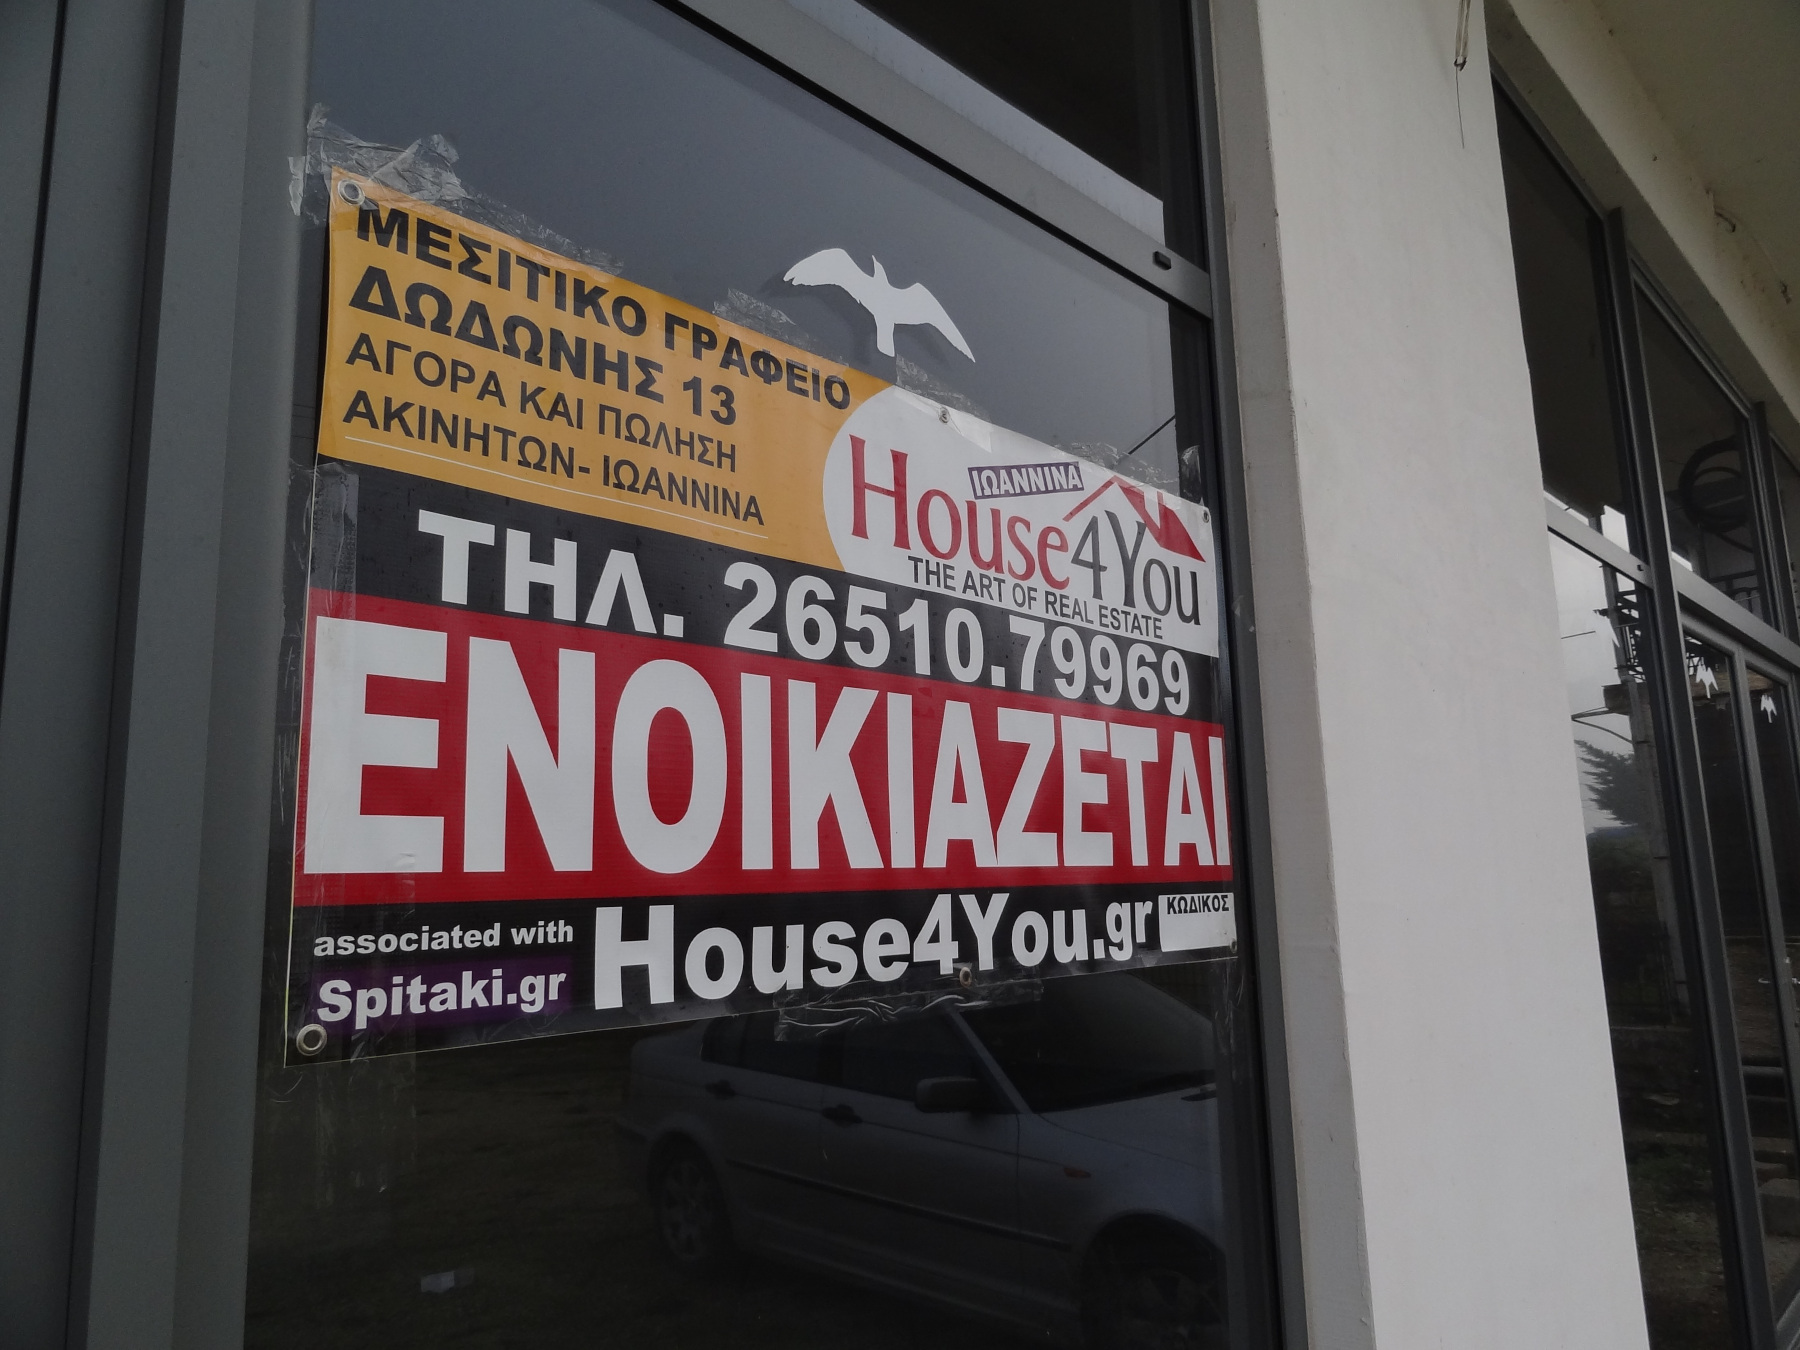 ΜΕΣΙΤΙΚΟ ΓΡΑΦΕΙΟ
ΔΩΔΩΝΗΣ 13
ΑΓΟΡΑ ΚΑΙ ΠΩΛΗΣΗ
ΑΚΙΝΗΤΩΝ- ΙΩΑΝΝΙΝΑ
ΙΩΑΝΝΙΝΑ
House4You
THE ART OF REAL ESTATE
ΤΗΛ. 26510.79969
ΕΝΟΙΚΙΑΖΕΤΑΙ
associated with
Spitaki.gr
House4You.gr
ΚΩΔΙΚΟΣ